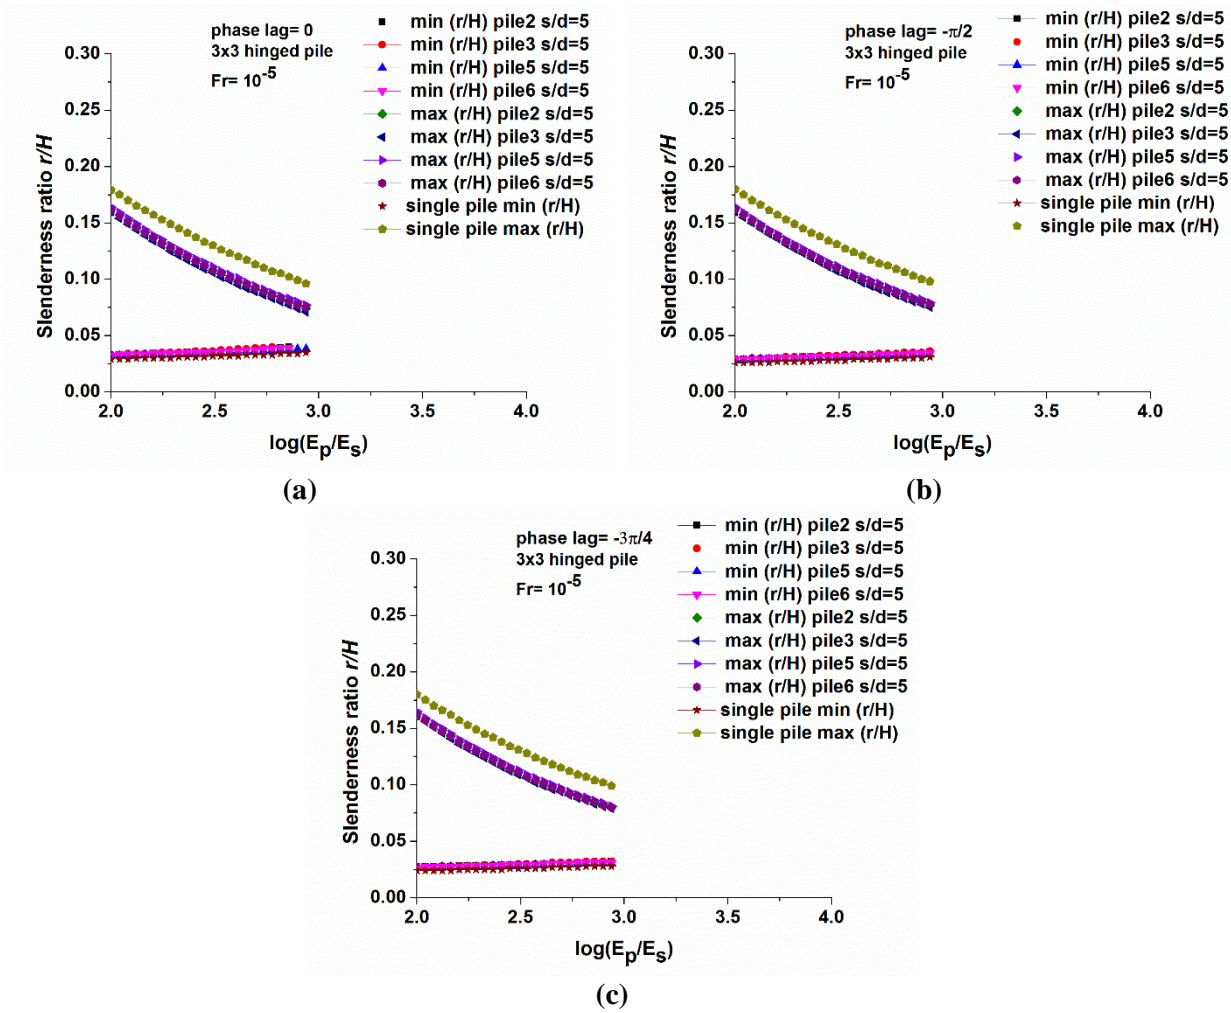 phase lag= 0
3x3 hinged pile
Fr= 10^-5
min (r/H) pile2 s/d=5
min (r/H) pile3 s/d=5
min (r/H) pile5 s/d=5
min (r/H) pile6 s/d=5
max (r/H) pile2 s/d=5
max (r/H) pile3 s/d=5
max (r/H) pile5 s/d=5
max (r/H) pile6 s/d=5
single pile min (r/H)
single pile max (r/H)
Slenderness ratio r/H
0.30
0.25
0.20
0.15
0.10
0.05
0.00
2.0 2.5 3.0 3.5 4.0
log(Ep/Es)
(a)
phase lag= -π/2
3x3 hinged pile
Fr= 10^-5
min (r/H) pile2 s/d=5
min (r/H) pile3 s/d=5
min (r/H) pile5 s/d=5
min (r/H) pile6 s/d=5
max (r/H) pile2 s/d=5
max (r/H) pile3 s/d=5
max (r/H) pile5 s/d=5
max (r/H) pile6 s/d=5
single pile min (r/H)
single pile max (r/H)
Slenderness ratio r/H
0.30
0.25
0.20
0.15
0.10
0.05
0.00
2.0 2.5 3.0 3.5 4.0
log(Ep/Es)
(b)
phase lag= -3π/4
3x3 hinged pile
Fr= 10^-5
min (r/H) pile2 s/d=5
min (r/H) pile3 s/d=5
min (r/H) pile5 s/d=5
min (r/H) pile6 s/d=5
max (r/H) pile2 s/d=5
max (r/H) pile3 s/d=5
max (r/H) pile5 s/d=5
max (r/H) pile6 s/d=5
single pile min (r/H)
single pile max (r/H)
Slenderness ratio r/H
0.30
0.25
0.20
0.15
0.10
0.05
0.00
2.0 2.5 3.0 3.5 4.0
log(Ep/Es)
(c)